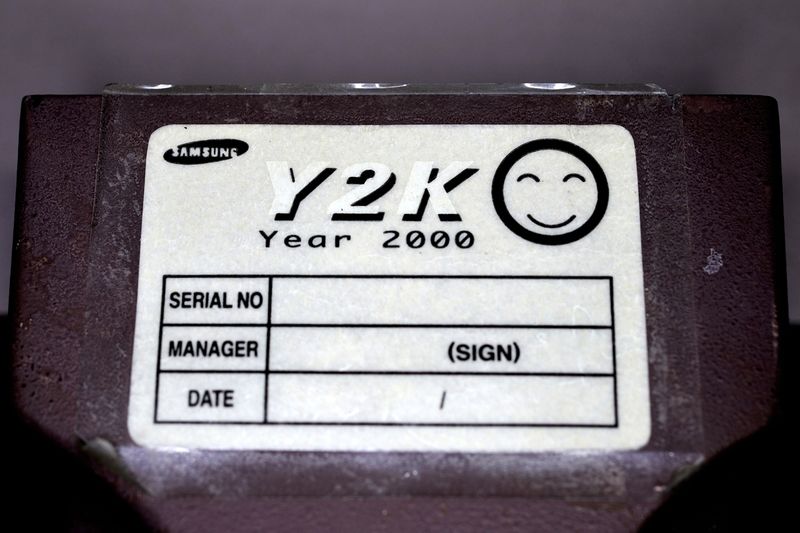 SAMSUNG
Y2K
Year 2000
SERIAL NO
MANAGER (SIGN)
DATE /